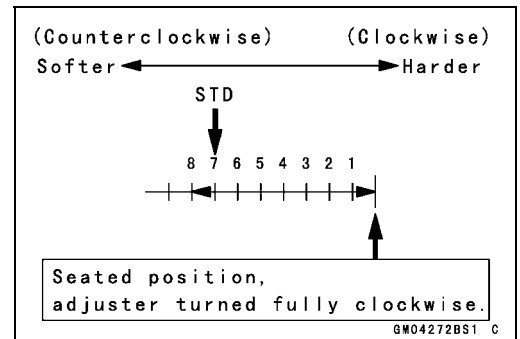 (Counterclockwise) (Clockwise)
Softer Harder
STD
8 7 6 5 4 3 2 1
Seated position,
adjuster turned fully clockwise.
GM04272BS1 C